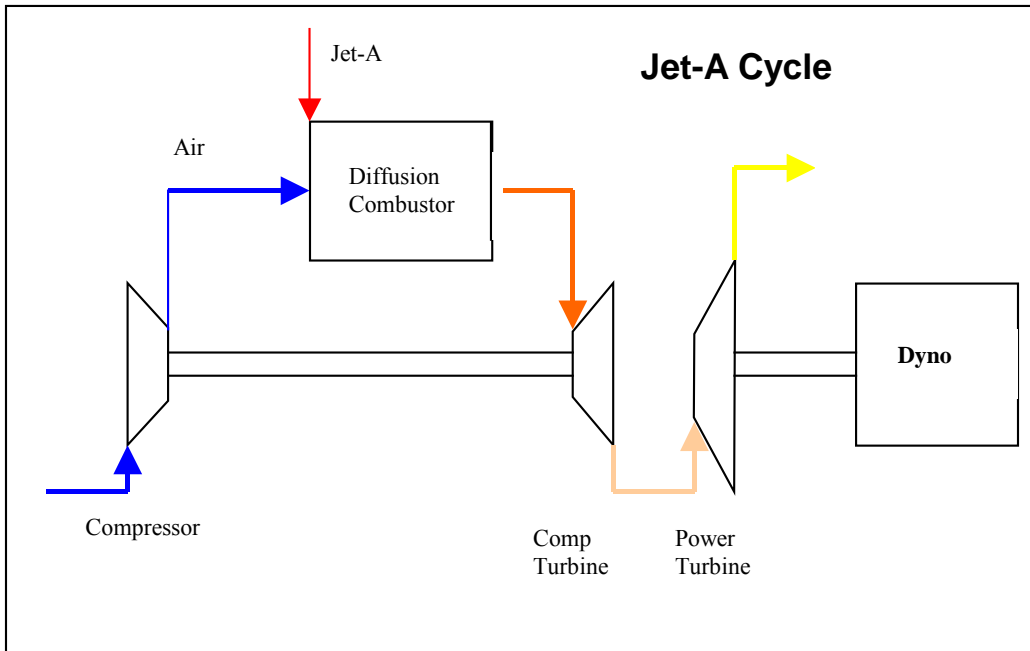 Jet-A Cycle
Jet-A
Air
Diffusion
Combustor
Dyno
Compressor
Comp
Turbine
Power
Turbine